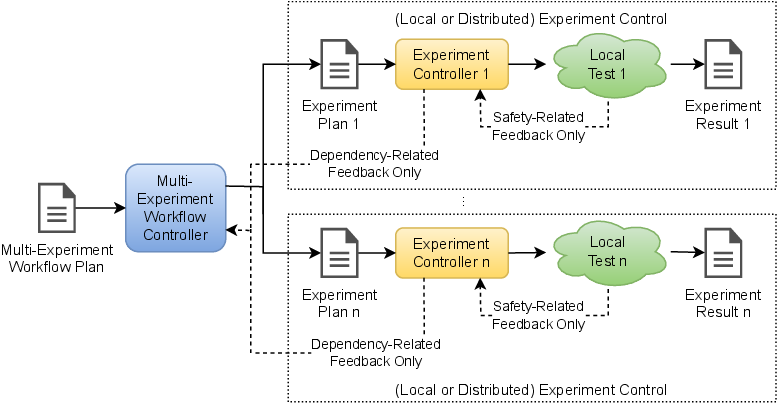 (Local or Distributed) Experiment Control
Experiment
Controller 1
Local
Test 1
Experiment
Plan 1
Safety-Related
Feedback Only
Experiment
Result 1
Dependency-Related
Feedback Only
Multi-
Experiment
Workflow
Controller
Multi-Experiment
Workflow Plan
...
Experiment
Controller n
Local
Test n
Experiment
Plan n
Safety-Related
Feedback Only
Experiment
Result n
Dependency-Related
Feedback Only
(Local or Distributed) Experiment Control